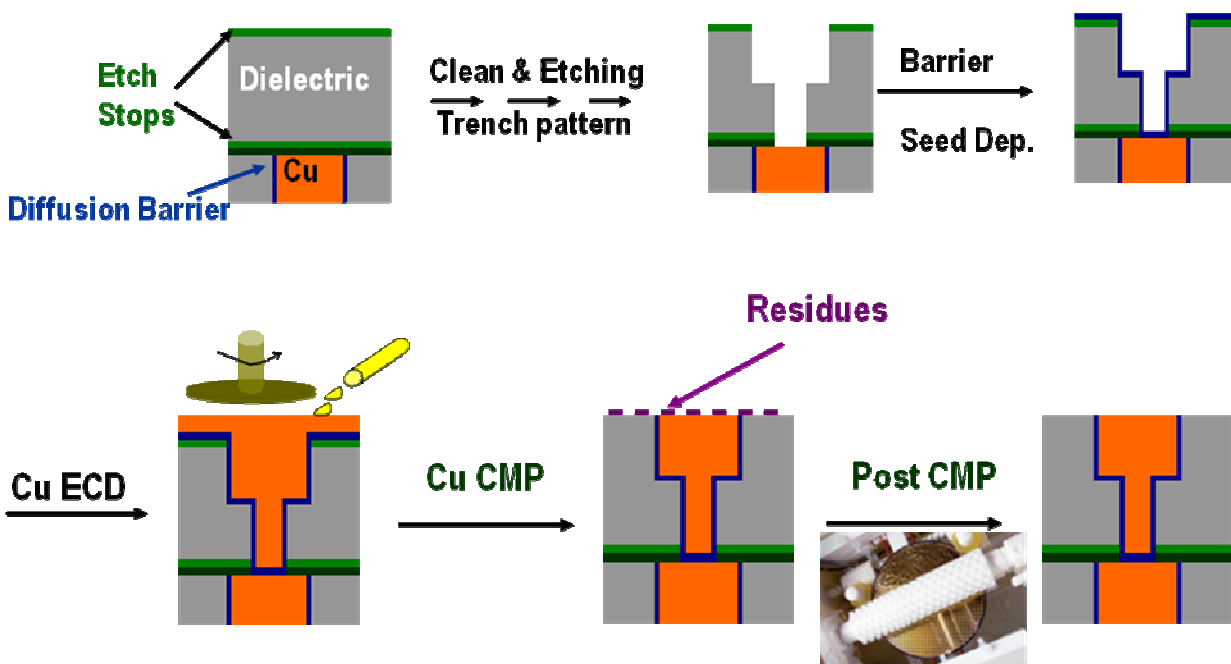 Etch
Stops
Dielectric
Cu
Diffusion Barrier
Clean & Etching
Trench pattern
Barrier
Seed Dep.
Residues
Cu ECD
Cu CMP
Post CMP